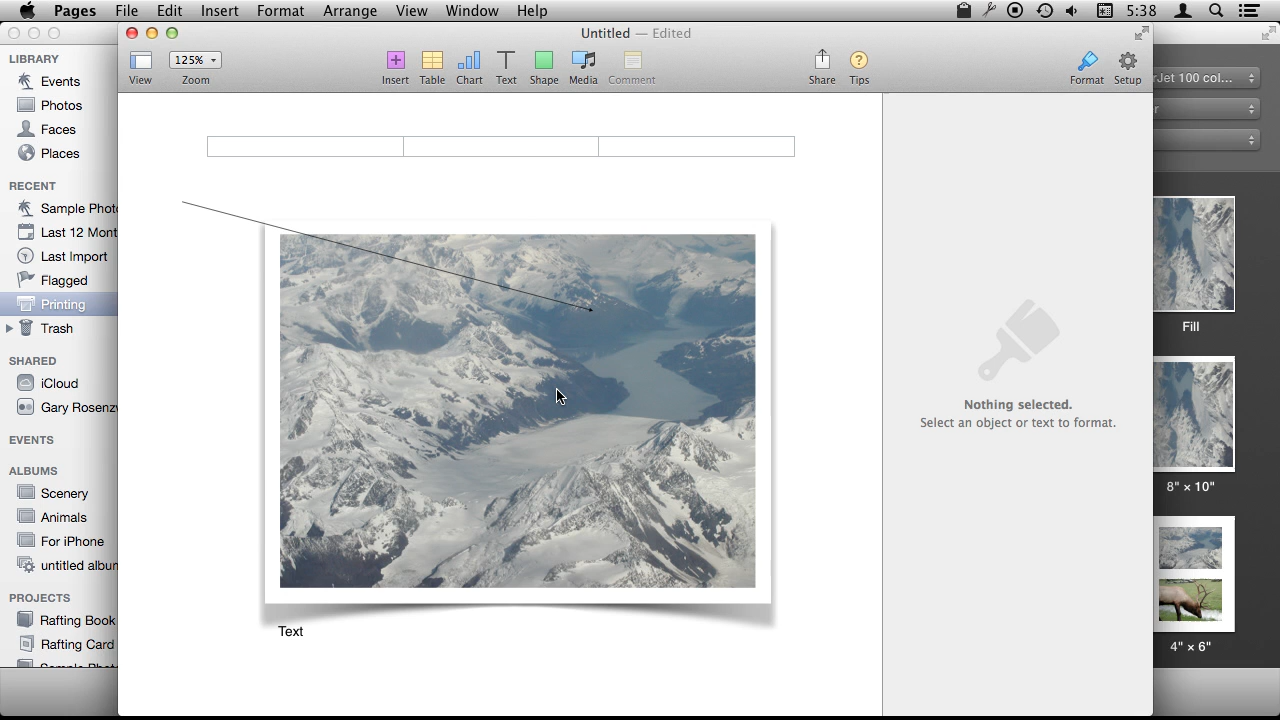 Pages File Edit Insert Format Arrange View Window Help 5:38
Untitled — Edited
125%
View Zoom Insert Table Chart Text Shape Media Comment Share Tips Format Setup
LIBRARY
Events
Photos
Faces
Places
RECENT
Sample Phot
Last 12 Mont
Last Import
Flagged
Printing
Trash
SHARED
iCloud
Gary Rosenzw
EVENTS
ALBUMS
Scenery
Animals
For iPhone
untitled albur
PROJECTS
Rafting Book
Rafting Card
Text
Nothing selected.
Select an object or text to format.
rJet 100 col...
r
Fill
8" × 10"
4" × 6"